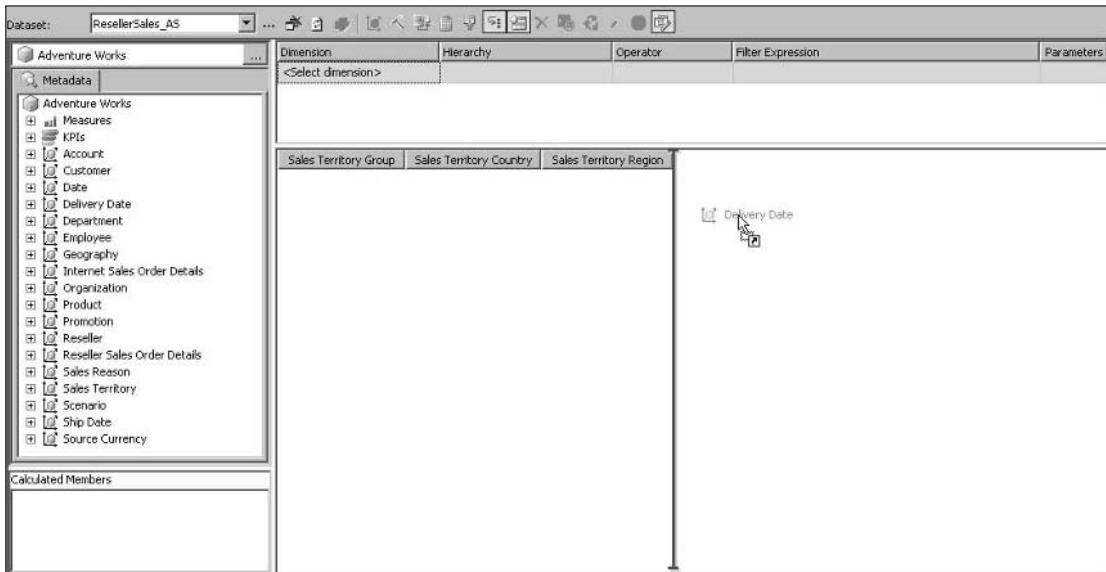 Dataset: ResellerSales_AS ...
Adventure Works ...
Metadata
Adventure Works
Measures
KPIs
Account
Customer
Date
Delivery Date
Department
Employee
Geography
Internet Sales Order Details
Organization
Product
Promotion
Reseller
Reseller Sales Order Details
Sales Reason
Sales Territory
Scenario
Ship Date
Source Currency
Calculated Members
Dimension Hierarchy Operator Filter Expression Parameters
<Select dimension>
Sales Territory Group Sales Territory Country Sales Territory Region
Delivery Date